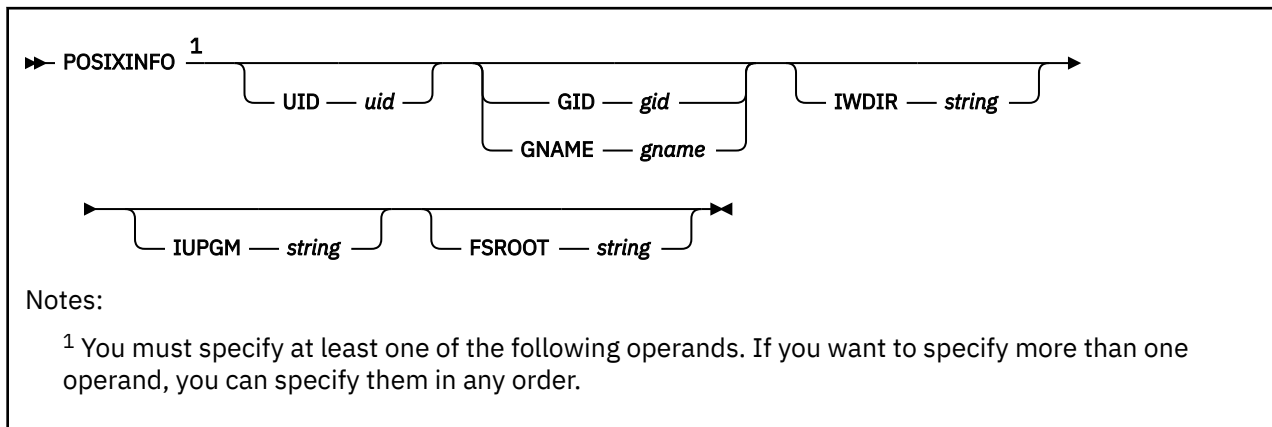 POSIXINFO 1 UID uid GID gid IWDIR string
GNAME gname
IUPGM string FSROOT string
Notes:
1 You must specify at least one of the following operands. If you want to specify more than one
operand, you can specify them in any order.